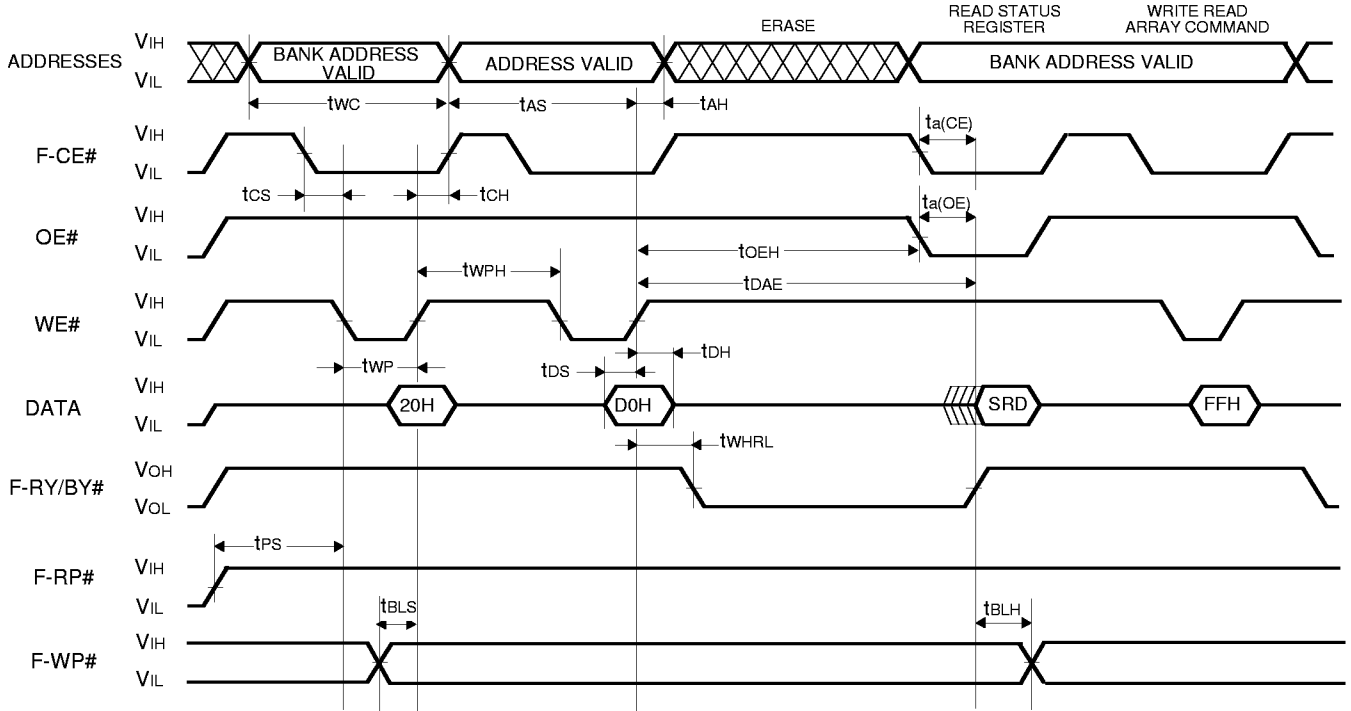 ERASE
READ STATUS
REGISTER
WRITE READ
ARRAY COMMAND
ADDRESSES
VIH
VIL
BANK ADDRESS
VALID
ADDRESS VALID
BANK ADDRESS VALID
tWC
tAS
tAH
F-CE#
VIH
VIL
ta(CE)
tCS
tCH
OE#
VIH
VIL
ta(OE)
tOEH
tWPH
tDAE
WE#
VIH
VIL
tWP
tDS
tDH
DATA
VIH
VIL
20H
D0H
SRD
FFH
tWHRL
F-RY/BY#
VOH
VOL
tPS
F-RP#
VIH
VIL
tBLS
tBLH
F-WP#
VIH
VIL